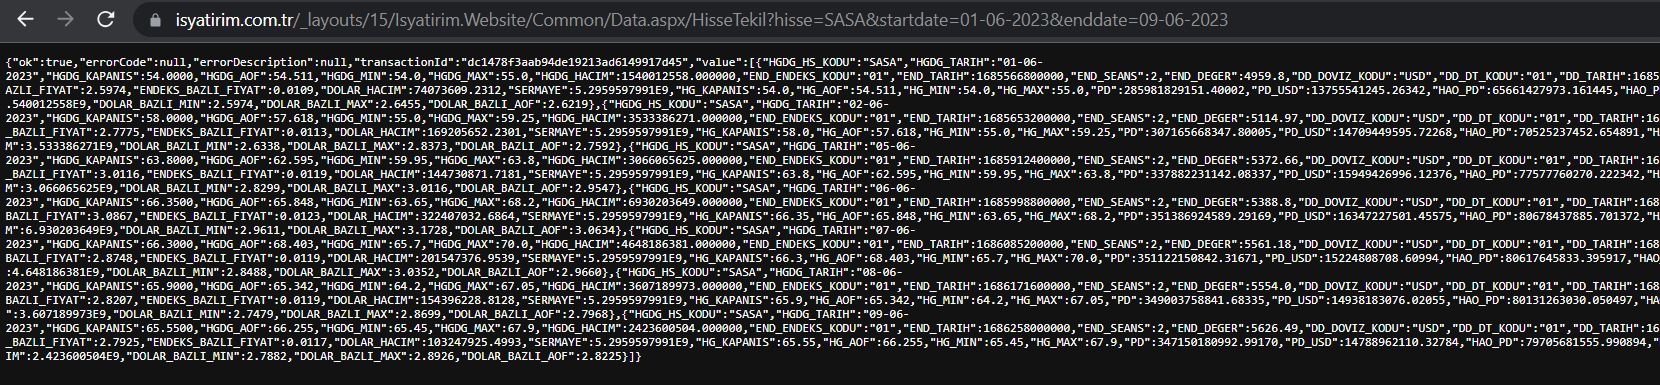 isyatirim.com.tr/_layouts/15/Isyatirim.Website/Common/Data.aspx/HisseTekil?hisse=SASA&startdate=01-06-2023&enddate=09-06-2023
{"ok":true,"errorCode":null,"errorDescription":null,"transactionId":"dc1478f3aab94de19213ad6149917d45","value":[{"HGDG_HS_KODU":"SASA","HGDG_TARIH":"01-06-
2023","HGDG_KAPANIS":54.0000,"HGDG_AOF":54.511,"HGDG_MIN":54.0,"HGDG_MAX":55.0,"HGDG_HACIM":1540012558.000000,"END_ENDEKS_KODU":"01","END_TARIH":1685566800000,"END_SEANS":2,"END_DEGER":4959.8,"DD_DOVIZ_KODU":"USD","DD_DT_KODU":"01","DD_TARIH":1685
AZLI_FIYAT":2.5974,"ENDEKS_BAZLI_FIYAT":0.0109,"DOLAR_HACIM":74073609.2312,"SERMAYE":5.2959597991E9,"HG_KAPANIS":54.0,"HG_AOF":54.511,"HG_MIN":54.0,"HG_MAX":55.0,"PD":285981829151.40002,"PD_USD":13755541245.26342,"HAO_PD":65661427973.161445,"HAO_P
.540012558E9,"DOLAR_BAZLI_MIN":2.5974,"DOLAR_BAZLI_MAX":2.6455,"DOLAR_BAZLI_AOF":2.6219},{"HGDG_HS_KODU":"SASA","HGDG_TARIH":"02-06-
2023","HGDG_KAPANIS":58.0000,"HGDG_AOF":57.618,"HGDG_MIN":55.0,"HGDG_MAX":59.25,"HGDG_HACIM":3533386271.000000,"END_ENDEKS_KODU":"01","END_TARIH":1685653200000,"END_SEANS":2,"END_DEGER":5114.97,"DD_DOVIZ_KODU":"USD","DD_DT_KODU":"01","DD_TARIH":16
_BAZLI_FIYAT":2.7775,"ENDEKS_BAZLI_FIYAT":0.0113,"DOLAR_HACIM":169205652.2301,"SERMAYE":5.2959597991E9,"HG_KAPANIS":58.0,"HG_AOF":57.618,"HG_MIN":55.0,"HG_MAX":59.25,"PD":307165668347.80005,"PD_USD":14709449595.72268,"HAO_PD":70525237452.654891,"H
M":3.533386271E9,"DOLAR_BAZLI_MIN":2.6338,"DOLAR_BAZLI_MAX":2.8373,"DOLAR_BAZLI_AOF":2.7592},{"HGDG_HS_KODU":"SASA","HGDG_TARIH":"05-06-
2023","HGDG_KAPANIS":63.8000,"HGDG_AOF":62.595,"HGDG_MIN":59.95,"HGDG_MAX":63.8,"HGDG_HACIM":3066065625.000000,"END_ENDEKS_KODU":"01","END_TARIH":1685912400000,"END_SEANS":2,"END_DEGER":5372.66,"DD_DOVIZ_KODU":"USD","DD_DT_KODU":"01","DD_TARIH":16
_BAZLI_FIYAT":3.0116,"ENDEKS_BAZLI_FIYAT":0.0119,"DOLAR_HACIM":144730871.7181,"SERMAYE":5.2959597991E9,"HG_KAPANIS":63.8,"HG_AOF":62.595,"HG_MIN":59.95,"HG_MAX":63.8,"PD":337882231142.08337,"PD_USD":15949426996.12376,"HAO_PD":77577760270.222342,"H
M":3.066065625E9,"DOLAR_BAZLI_MIN":2.8299,"DOLAR_BAZLI_MAX":3.0116,"DOLAR_BAZLI_AOF":2.9547},{"HGDG_HS_KODU":"SASA","HGDG_TARIH":"06-06-
2023","HGDG_KAPANIS":66.3500,"HGDG_AOF":65.848,"HGDG_MIN":63.65,"HGDG_MAX":68.2,"HGDG_HACIM":6930203649.000000,"END_ENDEKS_KODU":"01","END_TARIH":1685998800000,"END_SEANS":2,"END_DEGER":5388.8,"DD_DOVIZ_KODU":"USD","DD_DT_KODU":"01","DD_TARIH":168
BAZLI_FIYAT":3.0867,"ENDEKS_BAZLI_FIYAT":0.0123,"DOLAR_HACIM":322407032.6864,"SERMAYE":5.2959597991E9,"HG_KAPANIS":66.35,"HG_AOF":65.848,"HG_MIN":63.65,"HG_MAX":68.2,"PD":351386924589.29169,"PD_USD":16347227501.45575,"HAO_PD":80678437885.701372,"H
M":6.930203649E9,"DOLAR_BAZLI_MIN":2.9611,"DOLAR_BAZLI_MAX":3.1728,"DOLAR_BAZLI_AOF":3.0634},{"HGDG_HS_KODU":"SASA","HGDG_TARIH":"07-06-
2023","HGDG_KAPANIS":66.3000,"HGDG_AOF":68.403,"HGDG_MIN":65.7,"HGDG_MAX":70.0,"HGDG_HACIM":4648186381.000000,"END_ENDEKS_KODU":"01","END_TARIH":1686085200000,"END_SEANS":2,"END_DEGER":5561.18,"DD_DOVIZ_KODU":"USD","DD_DT_KODU":"01","DD_TARIH":168
BAZLI_FIYAT":2.8748,"ENDEKS_BAZLI_FIYAT":0.0119,"DOLAR_HACIM":201547376.9539,"SERMAYE":5.2959597991E9,"HG_KAPANIS":66.3,"HG_AOF":68.403,"HG_MIN":65.7,"HG_MAX":70.0,"PD":351122150842.31671,"PD_USD":15224808708.60994,"HAO_PD":80617645833.395917,"HAO
:4.648186381E9,"DOLAR_BAZLI_MIN":2.8488,"DOLAR_BAZLI_MAX":3.0352,"DOLAR_BAZLI_AOF":2.9660},{"HGDG_HS_KODU":"SASA","HGDG_TARIH":"08-06-
2023","HGDG_KAPANIS":65.9000,"HGDG_AOF":65.342,"HGDG_MIN":64.2,"HGDG_MAX":67.05,"HGDG_HACIM":3607189973.000000,"END_ENDEKS_KODU":"01","END_TARIH":1686171600000,"END_SEANS":2,"END_DEGER":5554.0,"DD_DOVIZ_KODU":"USD","DD_DT_KODU":"01","DD_TARIH":168
BAZLI_FIYAT":2.8207,"ENDEKS_BAZLI_FIYAT":0.0119,"DOLAR_HACIM":154396228.8128,"SERMAYE":5.2959597991E9,"HG_KAPANIS":65.9,"HG_AOF":65.342,"HG_MIN":64.2,"HG_MAX":67.05,"PD":349003758841.68335,"PD_USD":14938183076.02055,"HAO_PD":80131263030.050497,"HA
":3.607189973E9,"DOLAR_BAZLI_MIN":2.7479,"DOLAR_BAZLI_MAX":2.8699,"DOLAR_BAZLI_AOF":2.7968},{"HGDG_HS_KODU":"SASA","HGDG_TARIH":"09-06-
2023","HGDG_KAPANIS":65.5500,"HGDG_AOF":66.255,"HGDG_MIN":65.45,"HGDG_MAX":67.9,"HGDG_HACIM":2423600504.000000,"END_ENDEKS_KODU":"01","END_TARIH":1686258000000,"END_SEANS":2,"END_DEGER":5626.49,"DD_DOVIZ_KODU":"USD","DD_DT_KODU":"01","DD_TARIH":16
_BAZLI_FIYAT":2.7925,"ENDEKS_BAZLI_FIYAT":0.0117,"DOLAR_HACIM":103247925.4993,"SERMAYE":5.2959597991E9,"HG_KAPANIS":65.55,"HG_AOF":66.255,"HG_MIN":65.45,"HG_MAX":67.9,"PD":347150180992.99170,"PD_USD":14788962110.32784,"HAO_PD":79705681555.990894,"
IM":2.423600504E9,"DOLAR_BAZLI_MIN":2.7882,"DOLAR_BAZLI_MAX":2.8926,"DOLAR_BAZLI_AOF":2.8225}]}